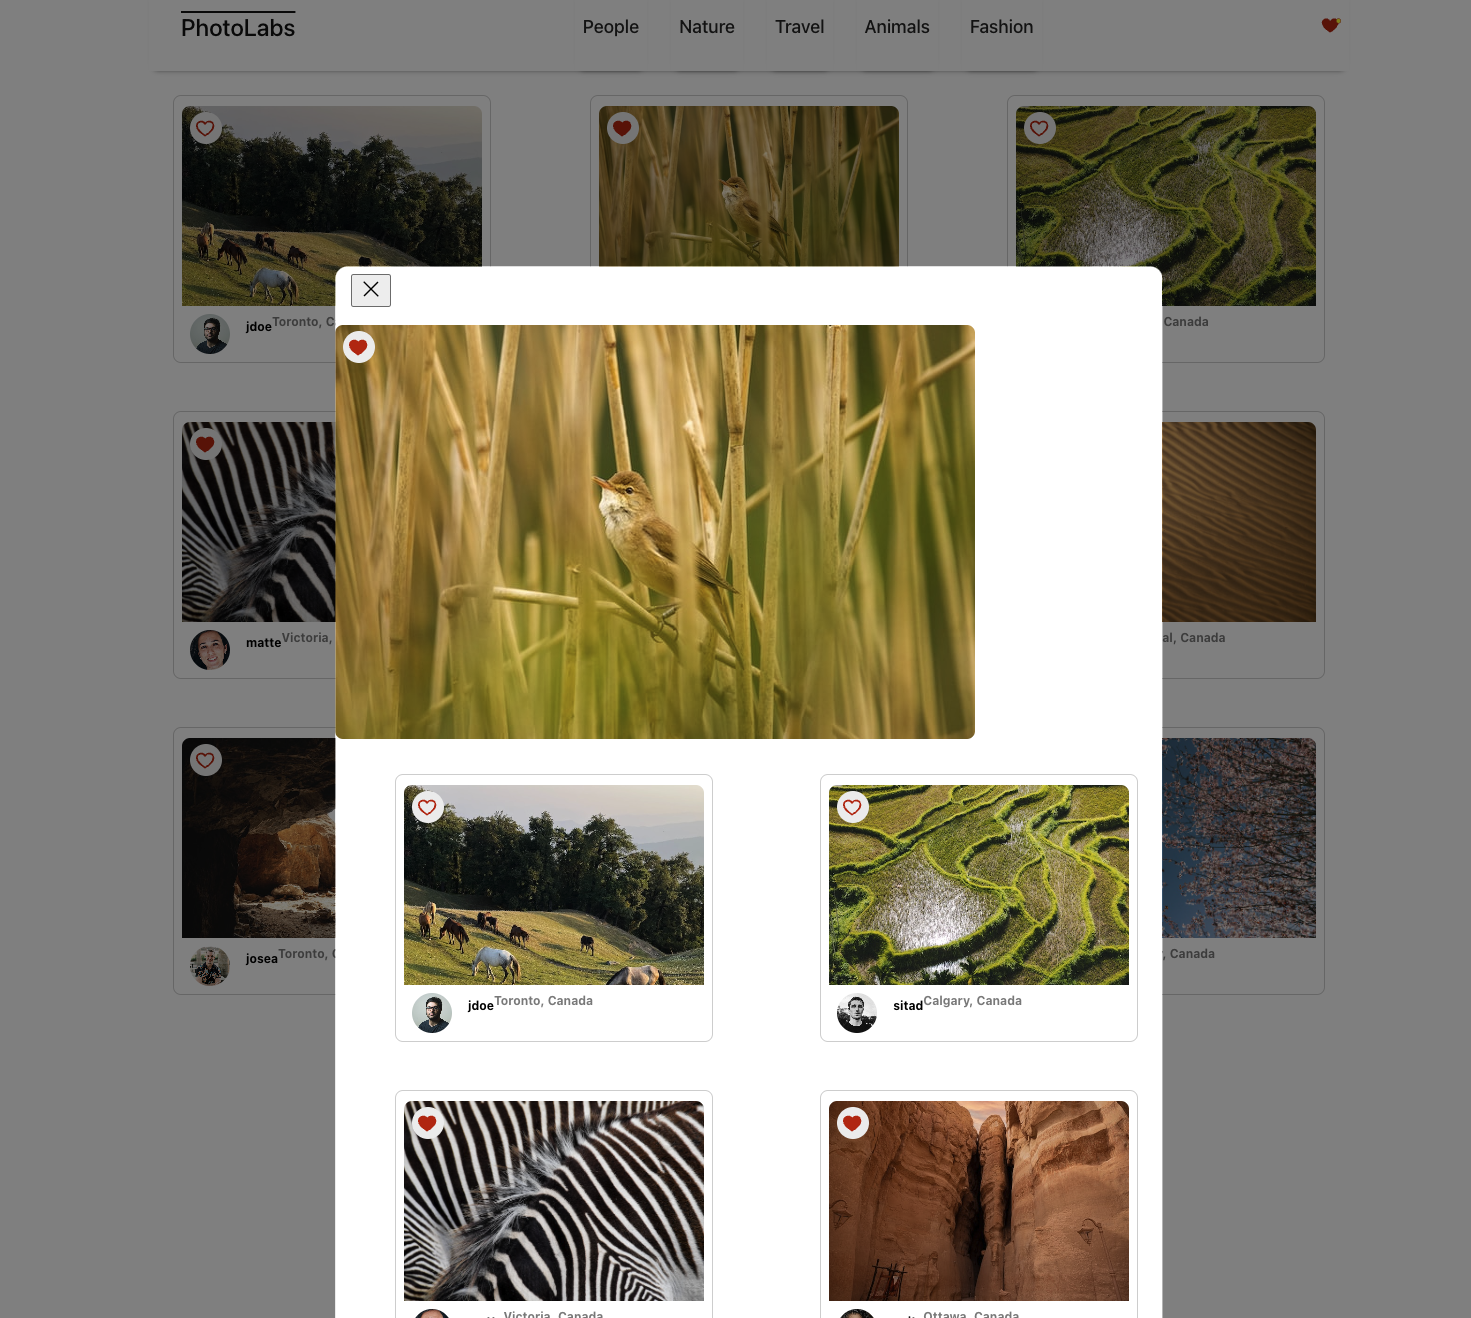 PhotoLabs
People Nature Travel Animals Fashion
jdoe Toronto, C
Canada
matte Victoria,
al, Canada
josea Toronto, C
, Canada
jdoe Toronto, Canada
sitad Calgary, Canada
Victoria, Canada
Ottawa, Canada